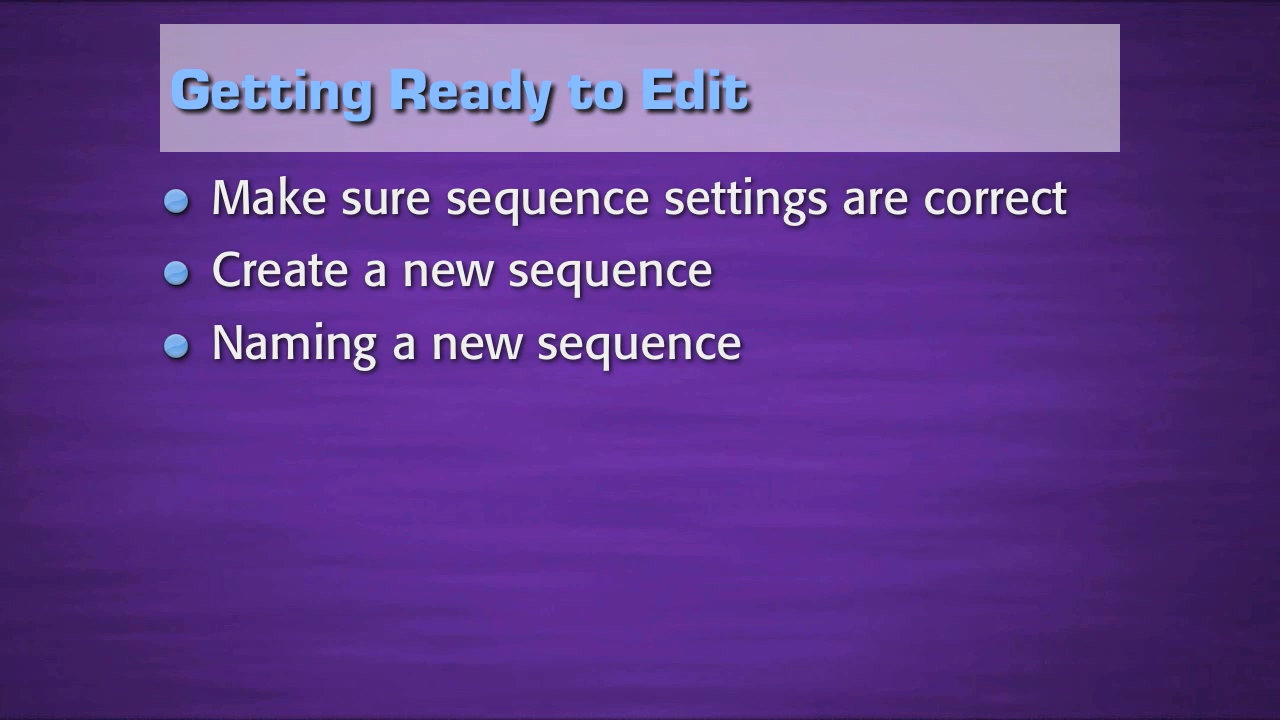 Getting Ready to Edit
Make sure sequence settings are correct
Create a new sequence
Naming a new sequence